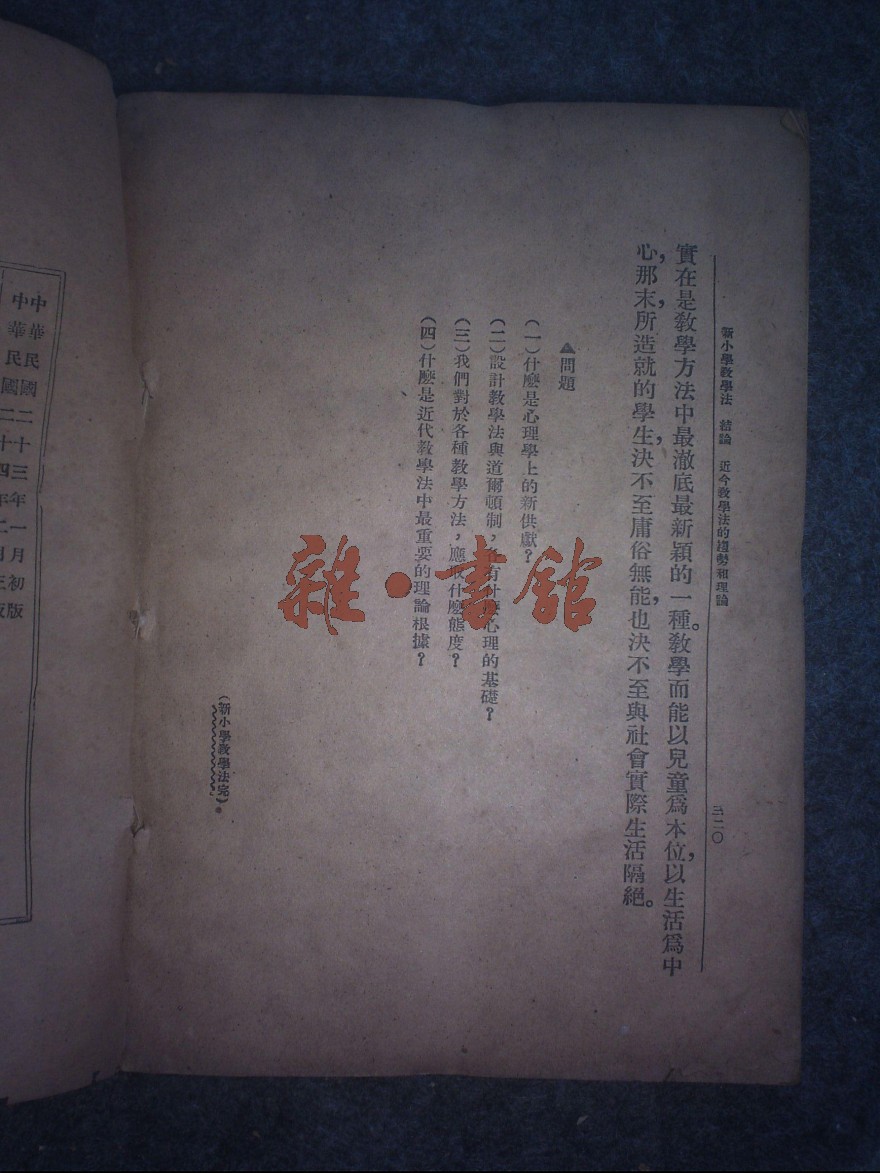 新小學教學法　結論　近今教學法的趨勢和理論
三二〇
實在是教學方法中最澈底最新穎的一種。教學而能以兒童爲本位，以生活爲中
心，那末，所造就的學生，決不至庸俗無能，也決不至與社會實際生活隔絕。
▲問題
（一）什麼是心理學上的新供獻？
（二）設計教學法與道爾頓制，各有什麼心理的基礎？
（三）我們對於各種教學方法，應取什麼態度？
（四）什麼是近代教學法中最重要的理論根據？
（新小學教學法完）。
中華民國二十三年一月初版
中華民國二十四年二月三版
雜·書館